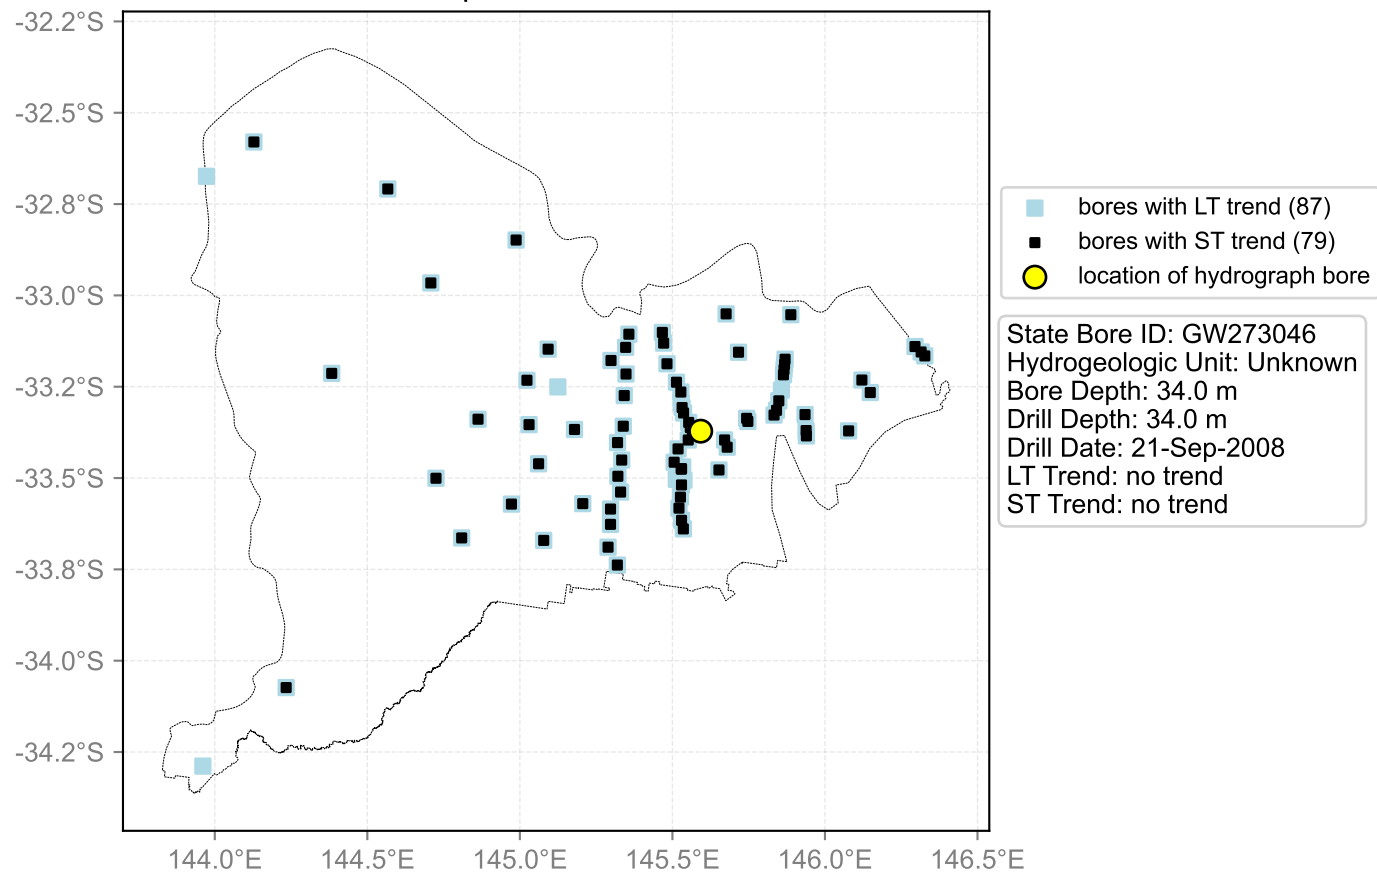 -32.2°S
-32.5°S
-32.8°S
-33.0°S
-33.2°S
-33.5°S
-33.8°S
-34.0°S
-34.2°S
144.0°E
144.5°E
145.0°E
145.5°E
146.0°E
146.5°E
bores with LT trend (87)
bores with ST trend (79)
location of hydrograph bore
State Bore ID: GW273046
Hydrogeologic Unit: Unknown
Bore Depth: 34.0 m
Drill Depth: 34.0 m
Drill Date: 21-Sep-2008
LT Trend: no trend
ST Trend: no trend